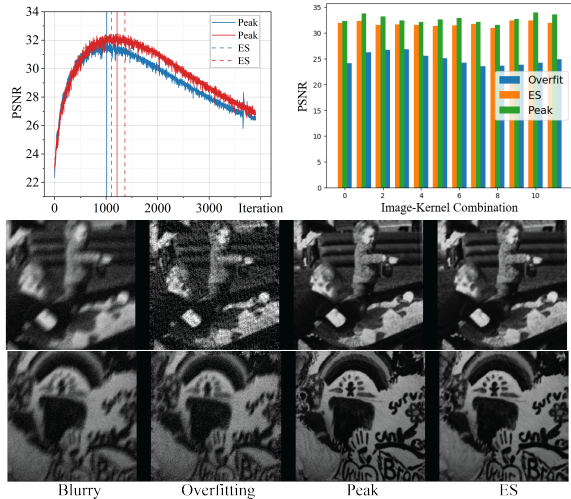 34
32
30
28
26
24
22
PSNR
0
1000
2000
3000
Iteration
Peak
Peak
ES
ES
35
30
25
20
15
10
5
0
PSNR
0
2
4
6
8
10
Image-Kernel Combination
Overfit
ES
Peak
Blurry
Overfitting
Peak
ES